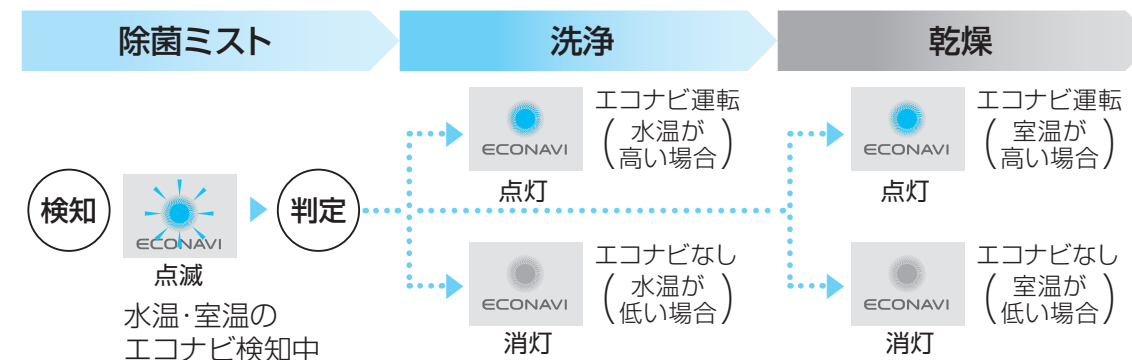 除菌ミスト
洗浄
乾燥
検知
ECONAVI
点滅
水温・室温の
エコナビ検知中
判定
ECONAVI
点灯
エコナビ運転
(水温が
高い場合)
ECONAVI
消灯
エコナビなし
(水温が
低い場合)
ECONAVI
点灯
エコナビ運転
(室温が
高い場合)
ECONAVI
消灯
エコナビなし
(室温が
低い場合)